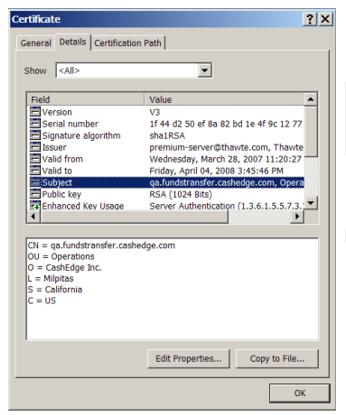 Certificate
General Details Certification Path
Show <All>
Field Value
Version V3
Serial number 1f 44 d2 50 ef 8a 82 bd 1e 4f 9c 12 77
Signature algorithm sha1RSA
Issuer premium-server@thawte.com, Thawte
Valid from Wednesday, March 28, 2007 11:20:27
Valid to Friday, April 04, 2008 3:45:46 PM
Subject qa.fundstransfer.cashedge.com, Opera
Public key RSA (1024 Bits)
Enhanced Key Usage Server Authentication (1.3.6.1.5.5.7.3.
CN = qa.fundstransfer.cashedge.com
OU = Operations
O = CashEdge Inc.
L = Milpitas
S = California
C = US
Edit Properties... Copy to File...
OK